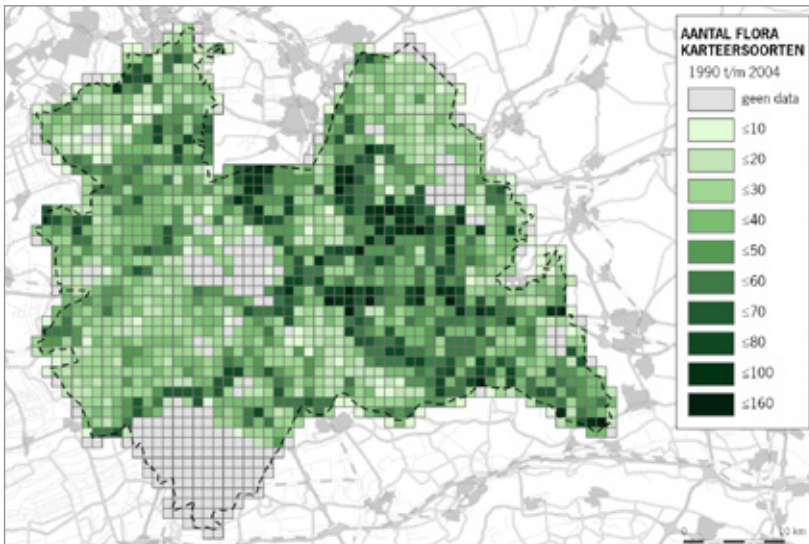 AANTAL FLORA
KARTEERSOORTEN
1990 t/m 2004
geen data
≤10
≤20
≤30
≤40
≤50
≤60
≤70
≤80
≤100
≤160
0 10 km